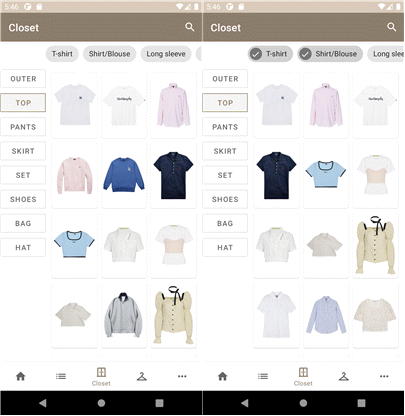 5:46
Closet
T-shirt Shirt/Blouse Long sleeve
OUTER
TOP
PANTS
SKIRT
SET
SHOES
BAG
HAT
Closet
5:46
Closet
T-shirt Shirt/Blouse Long slee
OUTER
TOP
PANTS
SKIRT
SET
SHOES
BAG
HAT
Closet